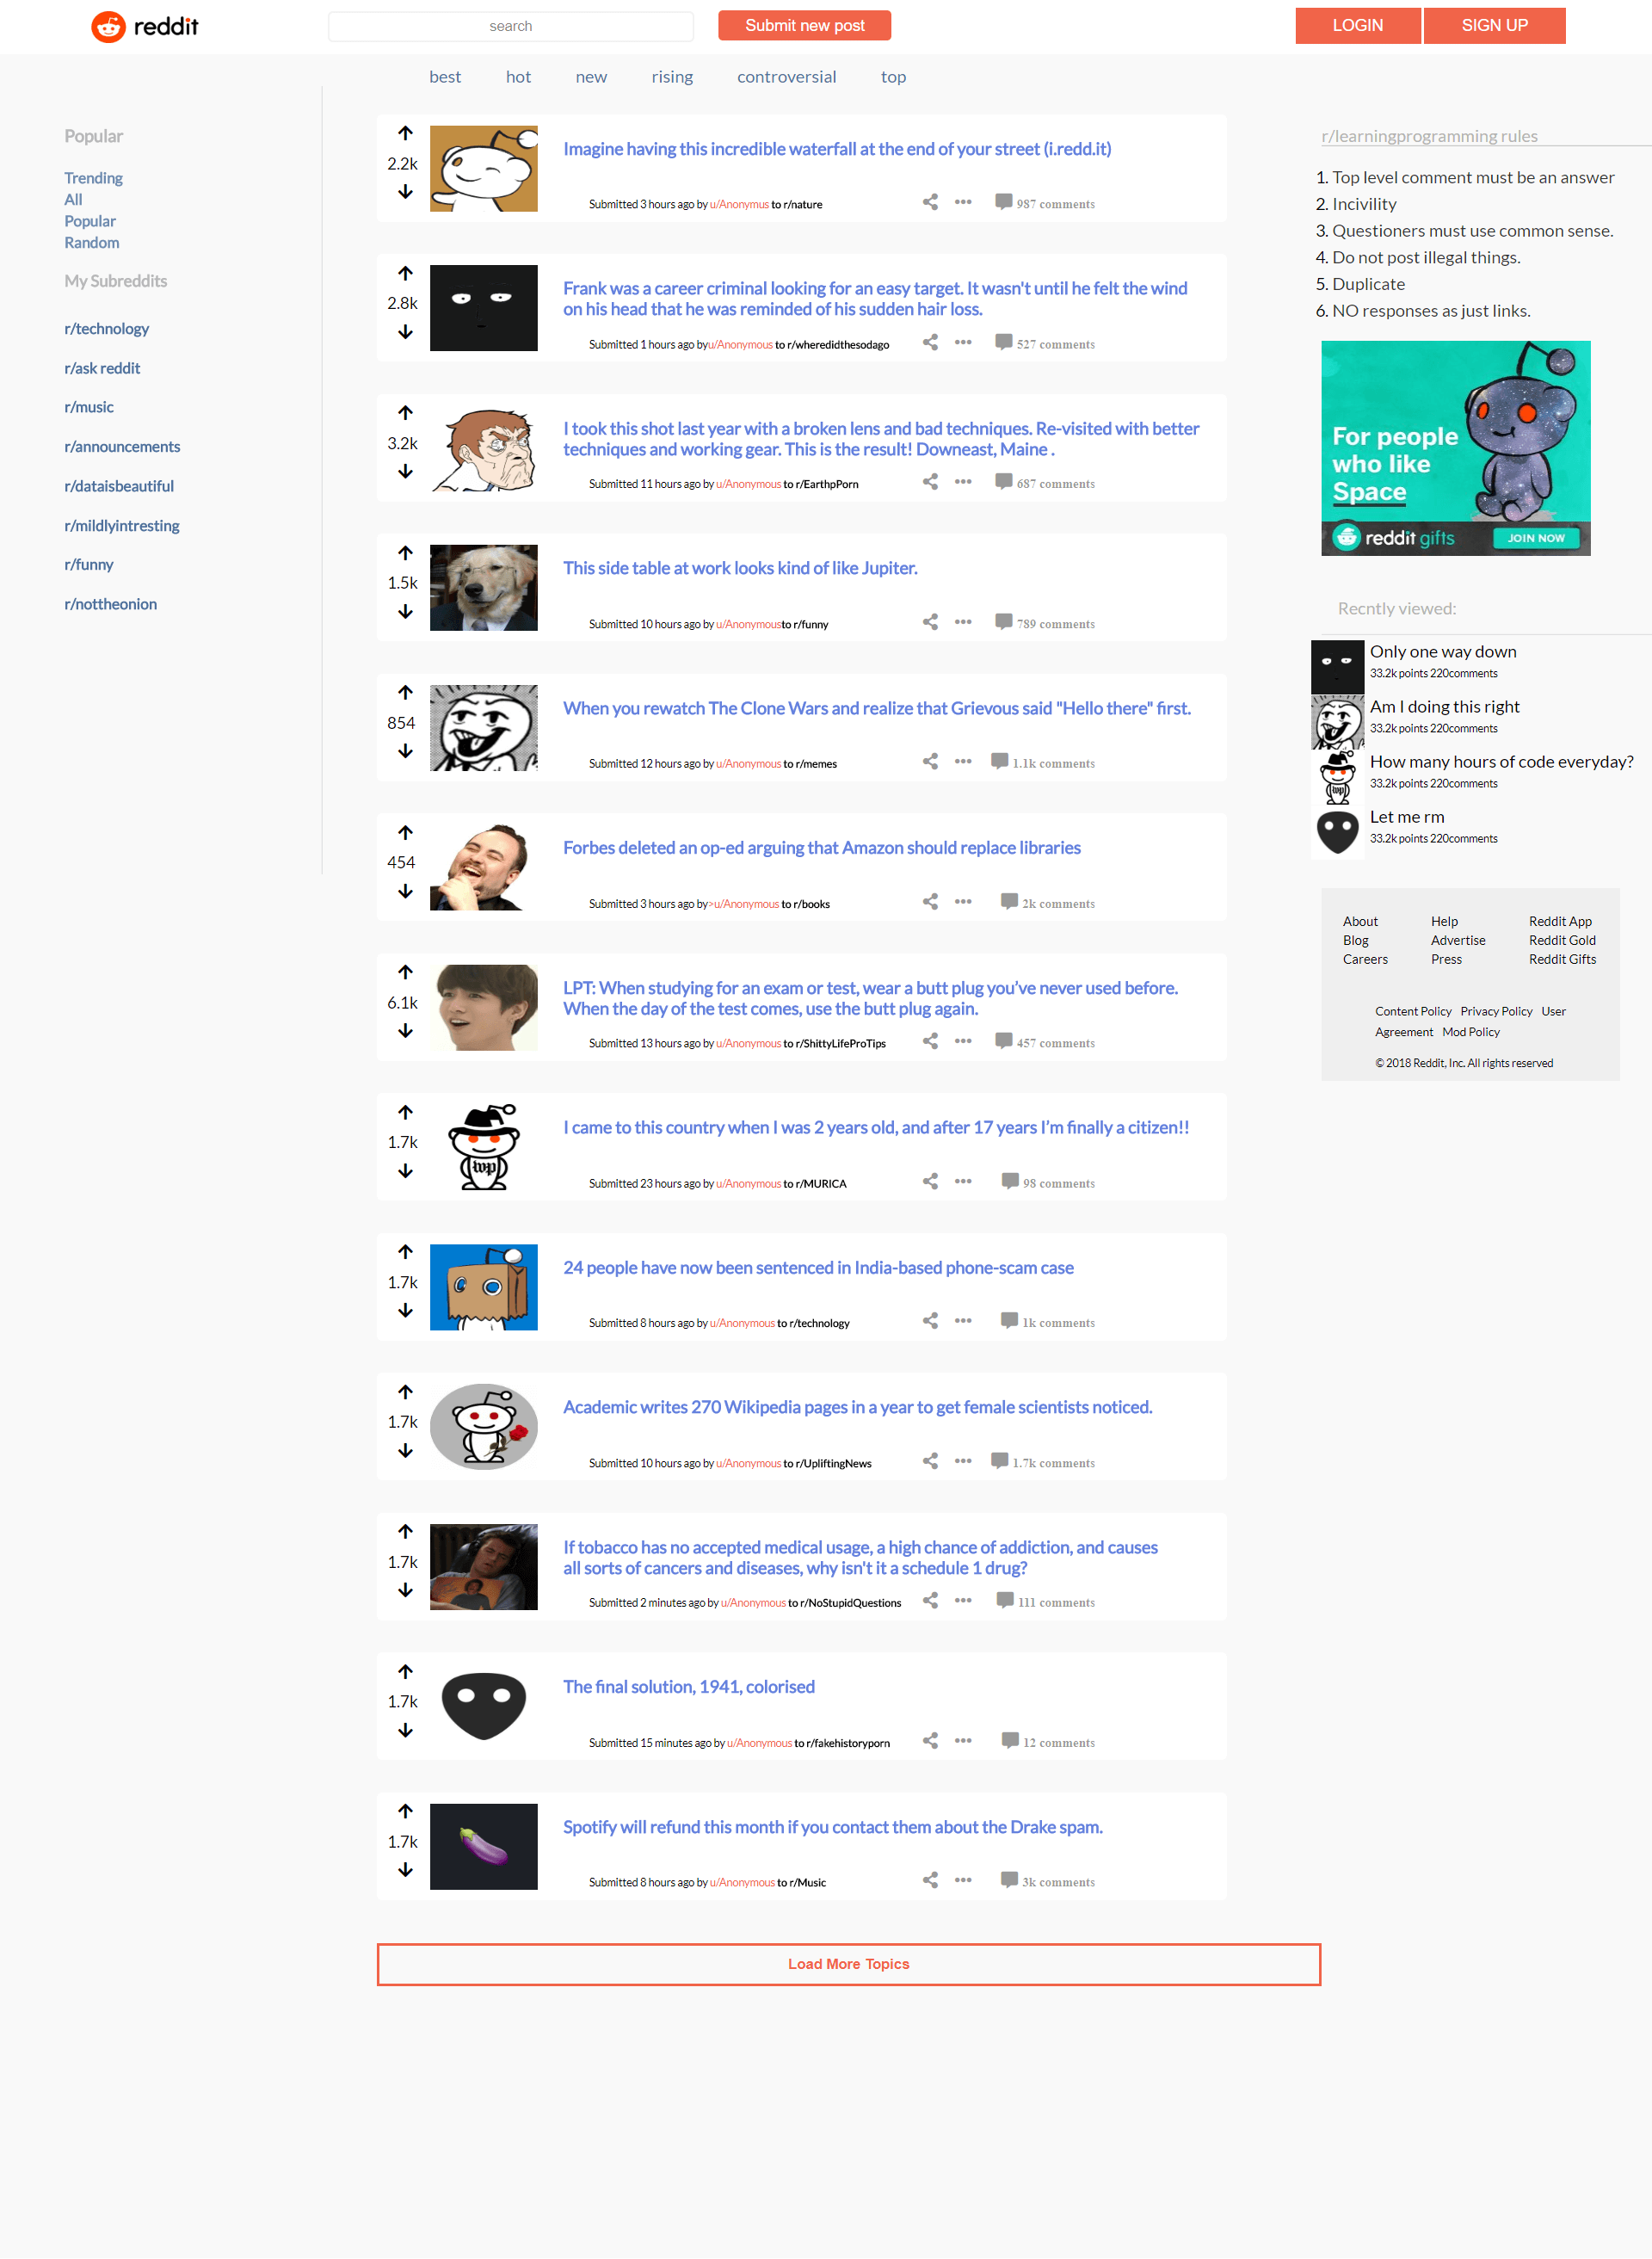 reddit
search
Submit new post
LOGIN
SIGN UP
best hot new rising controversial top
Popular
Trending
All
Popular
Random
My Subreddits
r/technology
r/ask reddit
r/music
r/announcements
r/dataisbeautiful
r/mildlyintresting
r/funny
r/nottheonion
2.2k
Imagine having this incredible waterfall at the end of your street (i.redd.it)
Submitted 3 hours ago by u/Anonymus to r/nature
987 comments
2.8k
Frank was a career criminal looking for an easy target. It wasn't until he felt the wind
on his head that he was reminded of his sudden hair loss.
Submitted 1 hours ago byu/Anonymous to r/wheredidthesodago
527 comments
3.2k
I took this shot last year with a broken lens and bad techniques. Re-visited with better
techniques and working gear. This is the result! Downeast, Maine .
Submitted 11 hours ago by u/Anonymous to r/EarthpPorn
687 comments
1.5k
This side table at work looks kind of like Jupiter.
Submitted 10 hours ago by u/Anonymousto r/funny
789 comments
854
When you rewatch The Clone Wars and realize that Grievous said "Hello there" first.
Submitted 12 hours ago by u/Anonymous to r/memes
1.1k comments
454
Forbes deleted an op-ed arguing that Amazon should replace libraries
Submitted 3 hours ago by>u/Anonymous to r/books
2k comments
6.1k
LPT: When studying for an exam or test, wear a butt plug you’ve never used before.
When the day of the test comes, use the butt plug again.
Submitted 13 hours ago by u/Anonymous to r/ShittyLifeProTips
457 comments
1.7k
wp
I came to this country when I was 2 years old, and after 17 years I’m finally a citizen!!
Submitted 23 hours ago by u/Anonymous to r/MURICA
98 comments
1.7k
24 people have now been sentenced in India-based phone-scam case
Submitted 8 hours ago by u/Anonymous to r/technology
1k comments
1.7k
Academic writes 270 Wikipedia pages in a year to get female scientists noticed.
Submitted 10 hours ago by u/Anonymous to r/UpliftingNews
1.7k comments
1.7k
If tobacco has no accepted medical usage, a high chance of addiction, and causes
all sorts of cancers and diseases, why isn't it a schedule 1 drug?
Submitted 2 minutes ago by u/Anonymous to r/NoStupidQuestions
111 comments
1.7k
The final solution, 1941, colorised
Submitted 15 minutes ago by u/Anonymous to r/fakehistoryporn
12 comments
1.7k
Spotify will refund this month if you contact them about the Drake spam.
Submitted 8 hours ago by u/Anonymous to r/Music
3k comments
Load More Topics
r/learningprogramming rules
1. Top level comment must be an answer
2. Incivility
3. Questioners must use common sense.
4. Do not post illegal things.
5. Duplicate
6. NO responses as just links.
For people
who like
Space
reddit gifts
JOIN NOW
Recntly viewed:
Only one way down
33.2k points 220comments
Am I doing this right
33.2k points 220comments
wp
How many hours of code everyday?
33.2k points 220comments
Let me rm
33.2k points 220comments
About Help Reddit App
Blog Advertise Reddit Gold
Careers Press Reddit Gifts
Content Policy Privacy Policy User
Agreement Mod Policy
© 2018 Reddit, Inc. All rights reserved